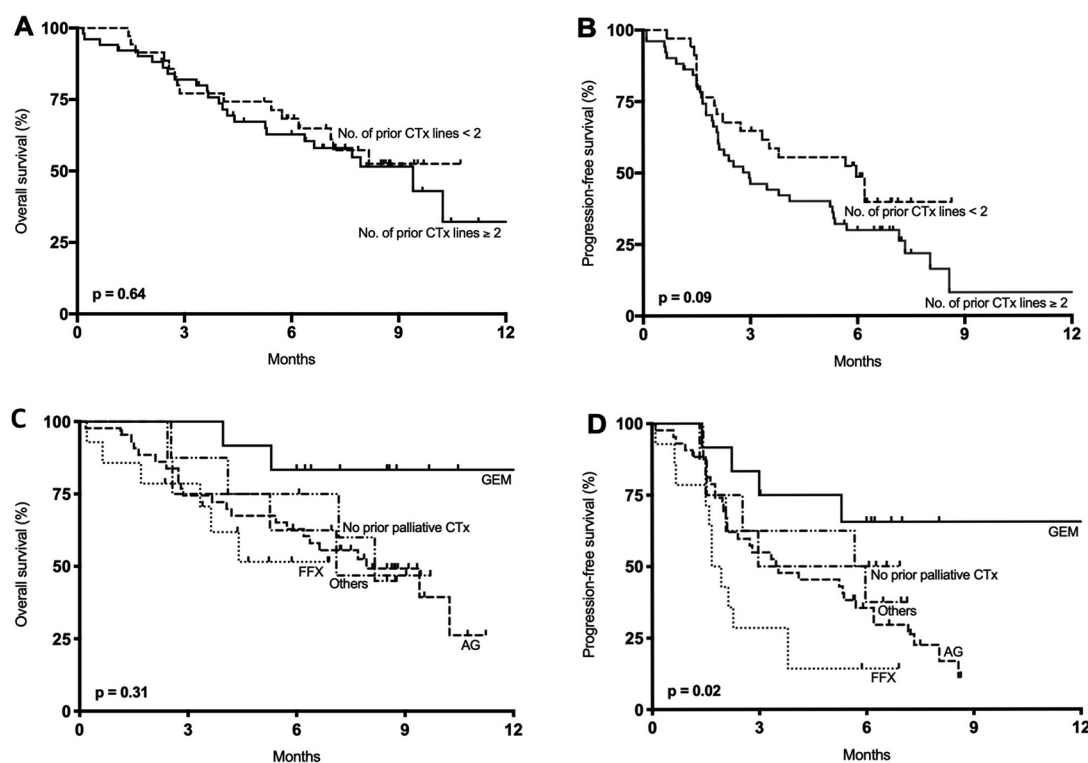 A
Overall survival (%)
100
75
50
25
0
No. of prior CTx lines < 2
No. of prior CTx lines ≥ 2
p = 0.64
0 3 6 9 12
Months
B
Progression-free survival (%)
100
75
50
25
0
No. of prior CTx lines < 2
No. of prior CTx lines ≥ 2
p = 0.09
0 3 6 9 12
Months
C
Overall survival (%)
100
75
50
25
0
GEM
No prior palliative CTx
FFX
Others
AG
p = 0.31
0 3 6 9 12
Months
D
Progression-free survival (%)
100
75
50
25
0
GEM
No prior palliative CTx
Others
AG
FFX
p = 0.02
0 3 6 9 12
Months